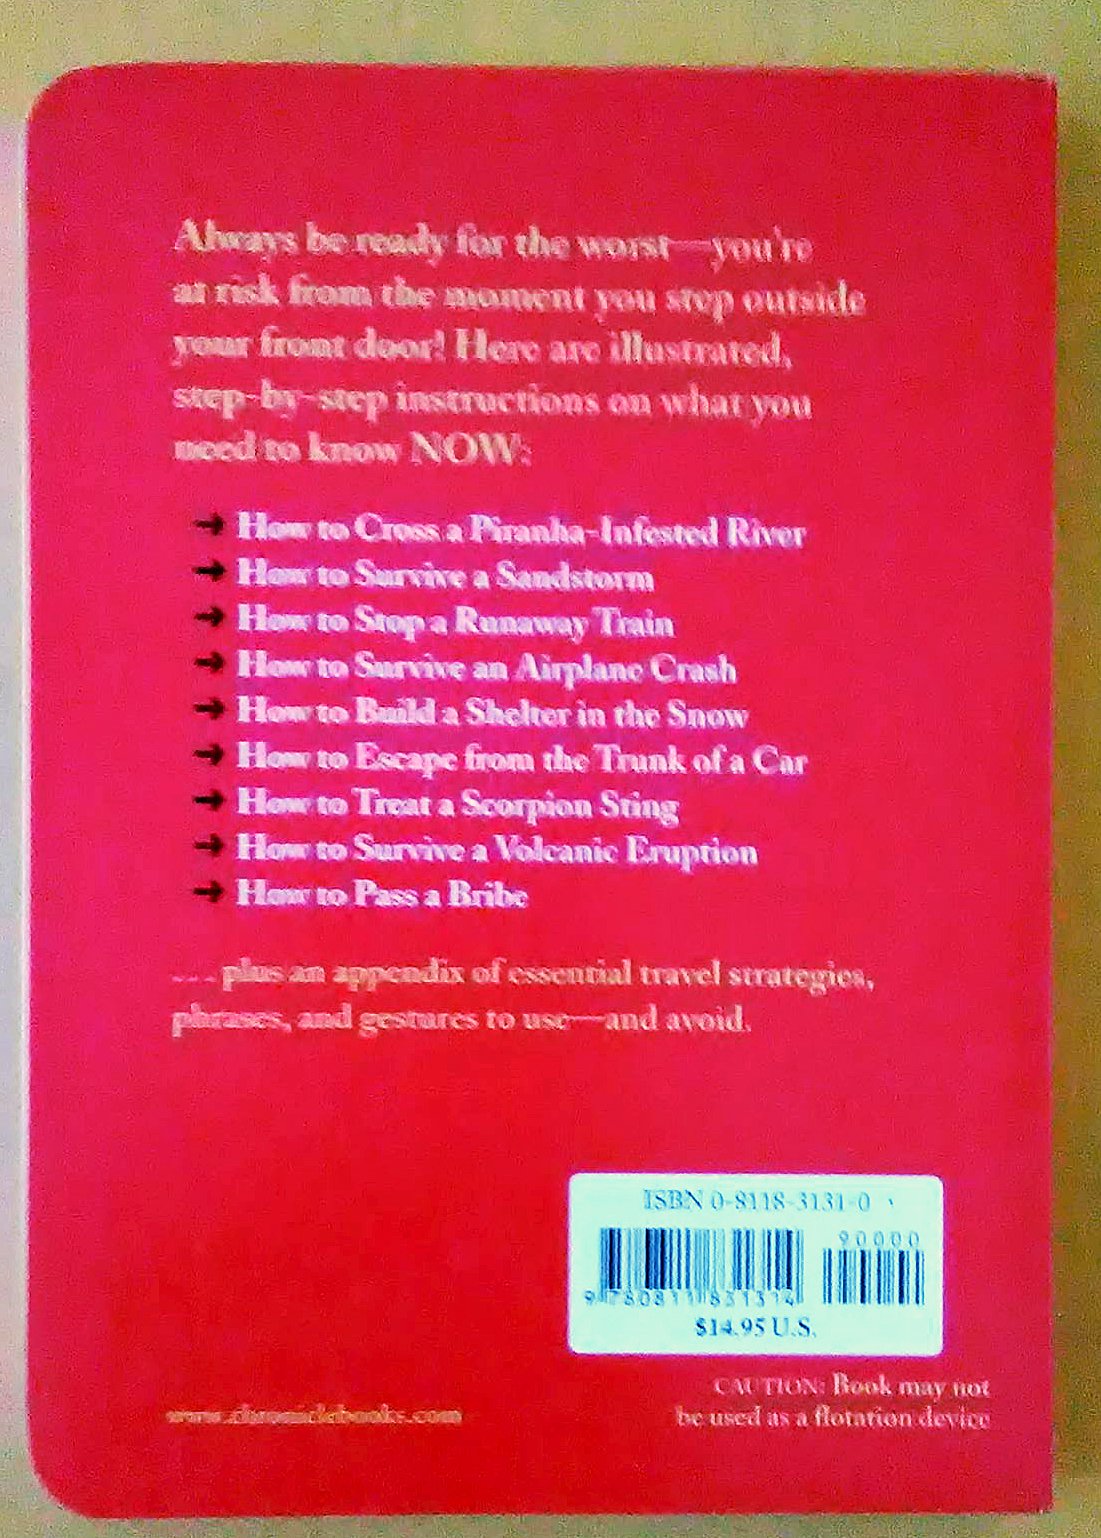 Always be ready for the worst—you're
at risk from the moment you step outside
your front door! Here are illustrated,
step-by-step instructions on what you
need to know NOW:
➜ How to Cross a Piranha-Infested River
➜ How to Survive a Sandstorm
➜ How to Stop a Runaway Train
➜ How to Survive an Airplane Crash
➜ How to Build a Shelter in the Snow
➜ How to Escape from the Trunk of a Car
➜ How to Treat a Scorpion Sting
➜ How to Survive a Volcanic Eruption
➜ How to Pass a Bribe
... plus an appendix of essential travel strategies,
phrases, and gestures to use—and avoid.
ISBN 0-8118-3131-0
90000
9 780811 831314
$14.95 U.S.
CAUTION: Book may not
be used as a flotation device
www.chroniclebooks.com